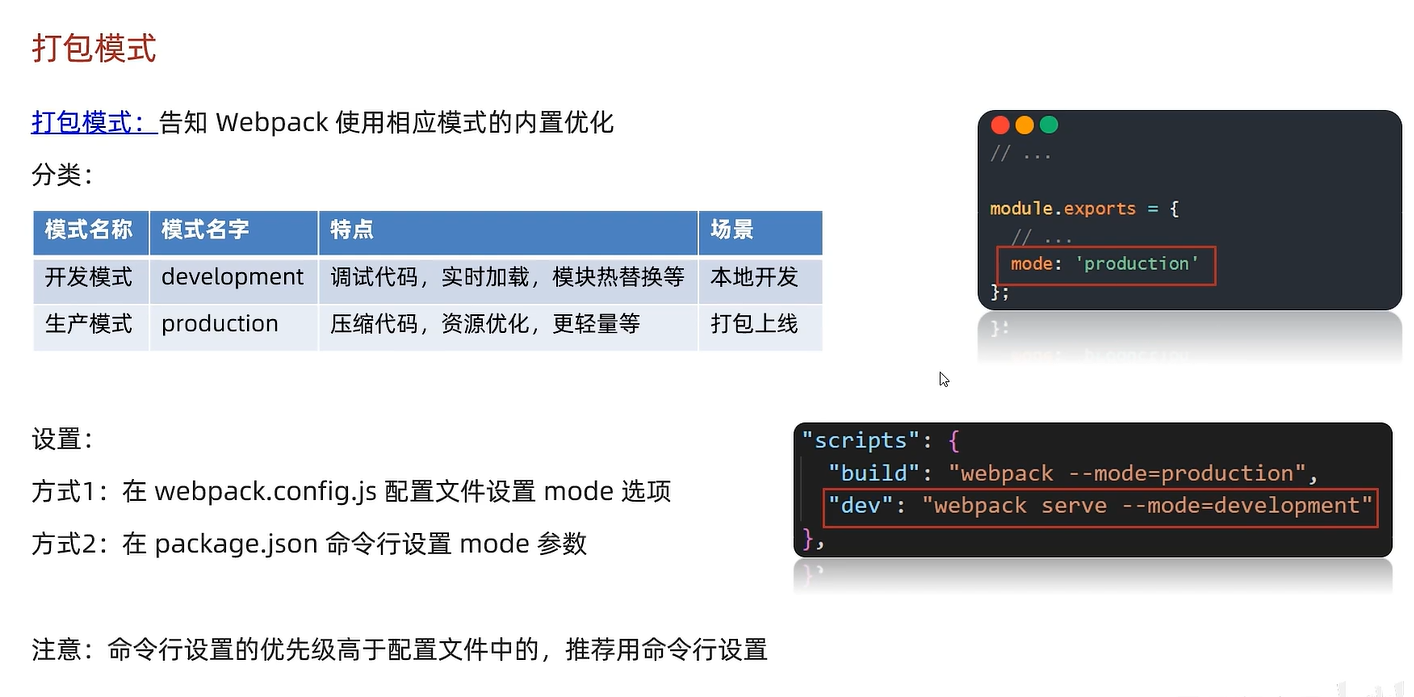 打包模式
打包模式：告知 Webpack 使用相应模式的内置优化
分类：
模式名称 模式名字 特点 场景
开发模式 development 调试代码，实时加载，模块热替换等 本地开发
生产模式 production 压缩代码，资源优化，更轻量等 打包上线
// ...
module.exports = {
// ...
mode: 'production'
};
设置：
方式1：在 webpack.config.js 配置文件设置 mode 选项
方式2：在 package.json 命令行设置 mode 参数
"scripts": {
"build": "webpack --mode=production",
"dev": "webpack serve --mode=development"
},
注意：命令行设置的优先级高于配置文件中的，推荐用命令行设置